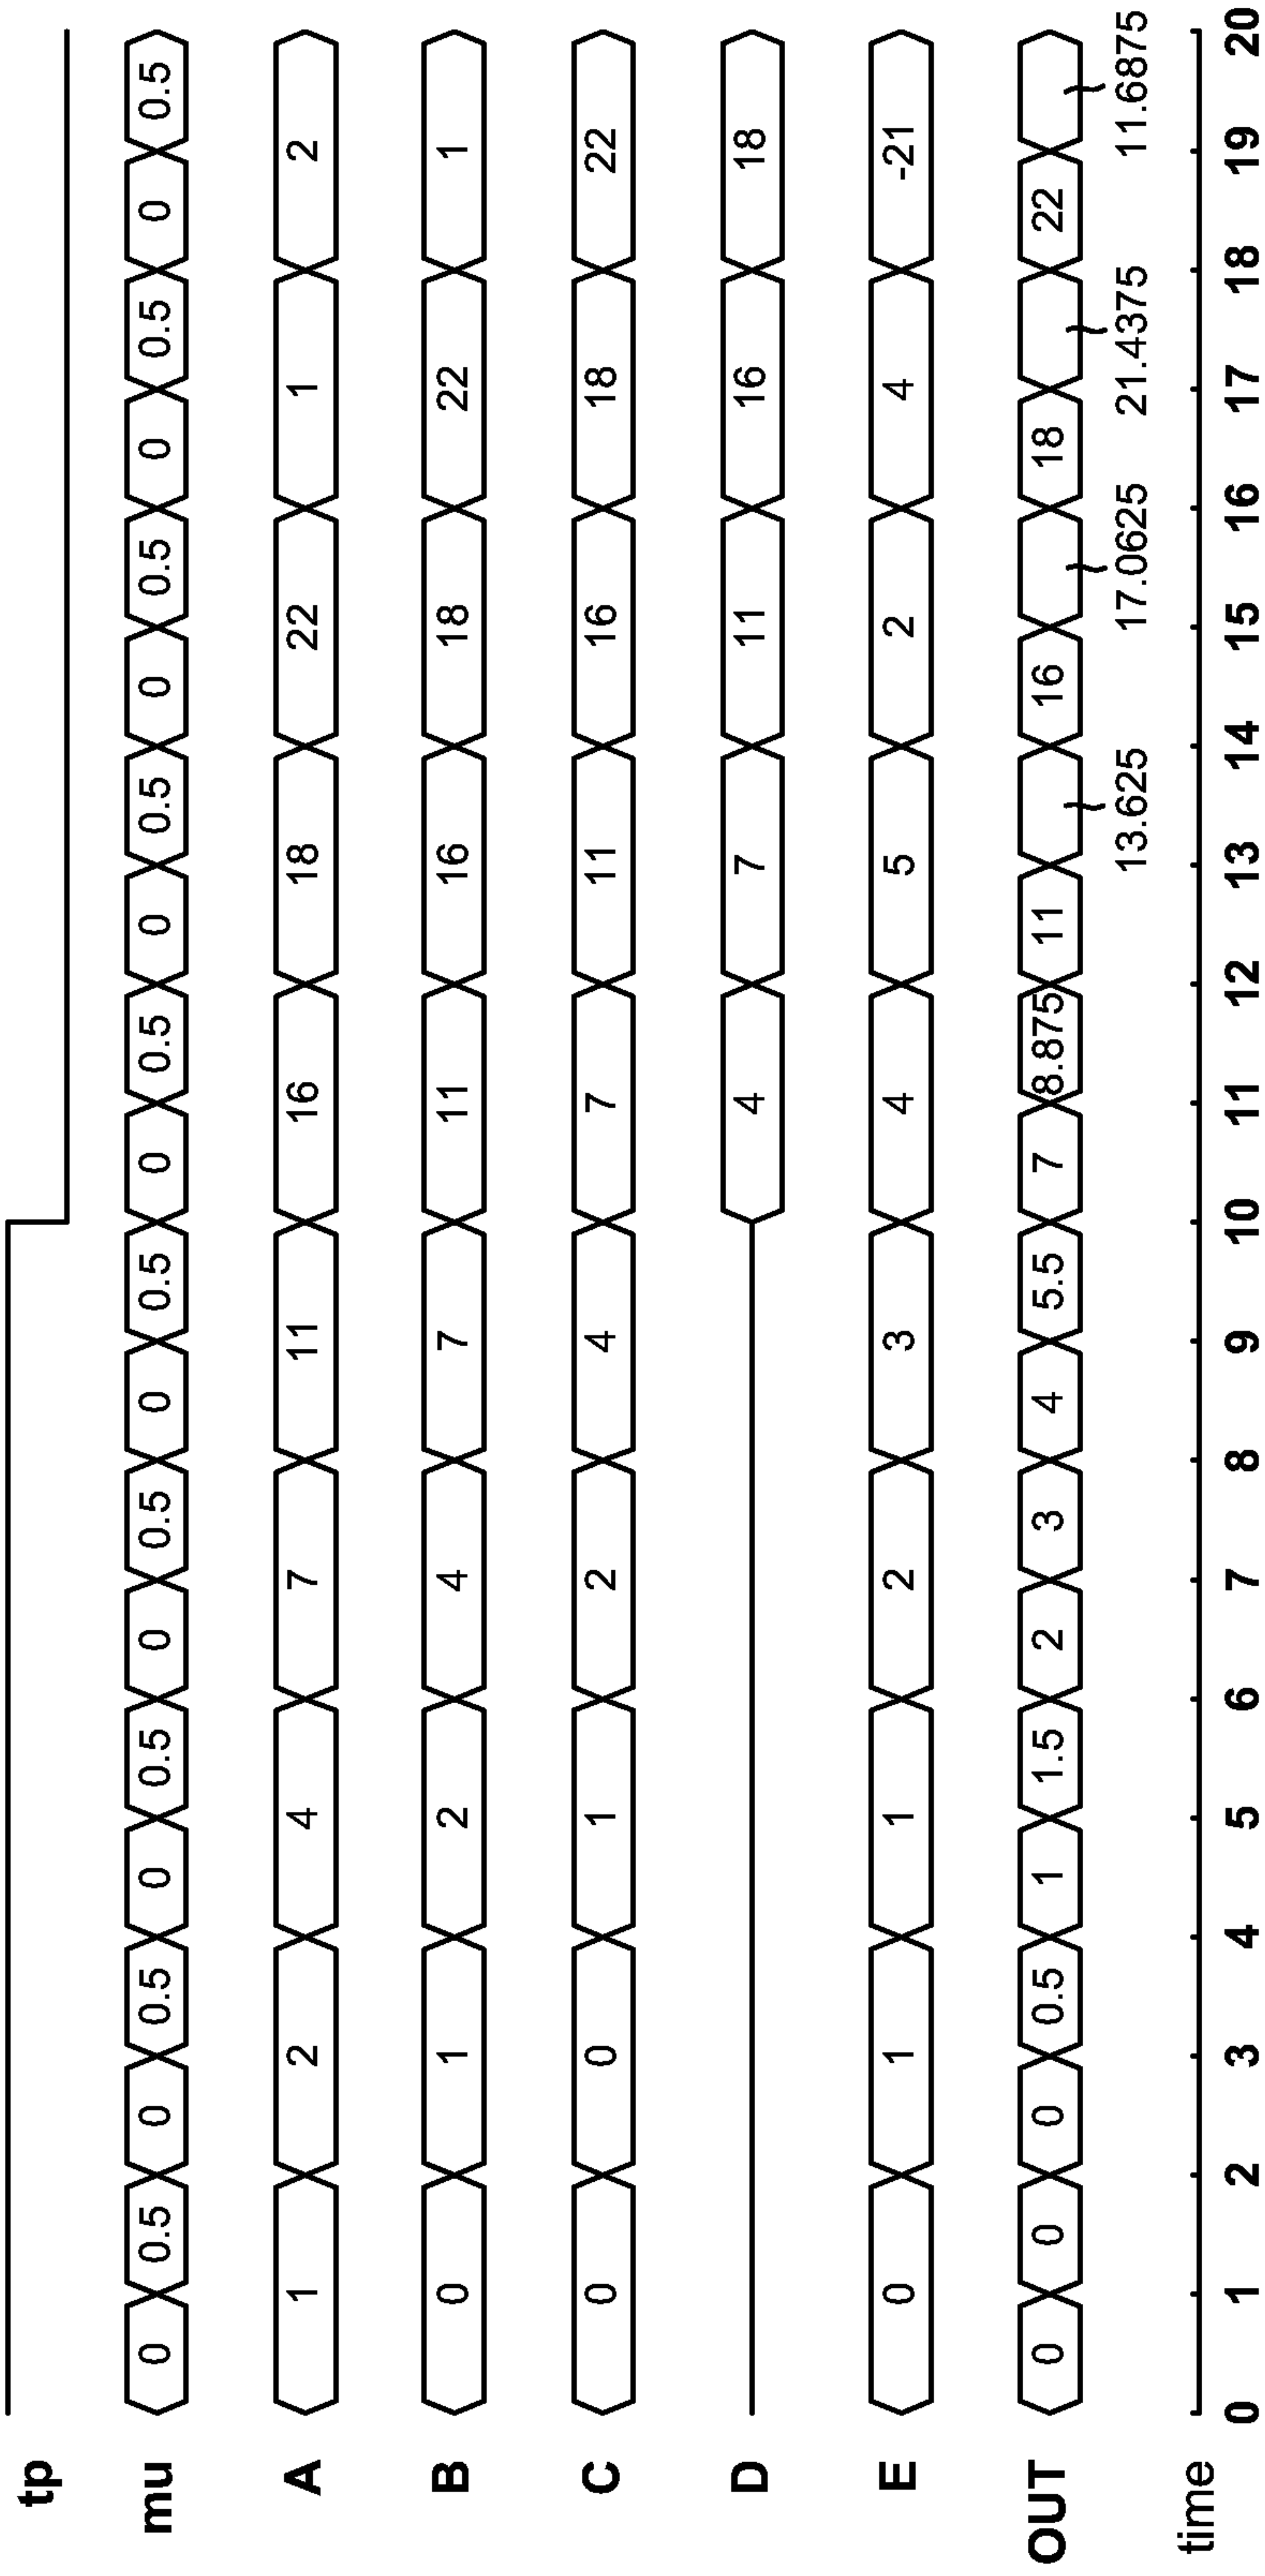 tp
mu 0 0.5 0 0.5 0 0.5 0 0.5 0 0.5 0 0.5 0 0.5 0 0.5 0 0.5 0 0.5
A 1 2 4 7 11 16 18 22 1 2
B 0 1 2 4 7 11 16 18 22 1
C 0 0 1 2 4 7 11 16 18 22
D 4 7 11 16 18
E 0 1 1 2 3 4 5 2 4 -21
OUT 0 0 0 0.5 1 1.5 2 3 4 5.5 7 8.875 11 16 18 22
13.625 17.0625 21.4375 11.6875
time
0 1 2 3 4 5 6 7 8 9 10 11 12 13 14 15 16 17 18 19 20